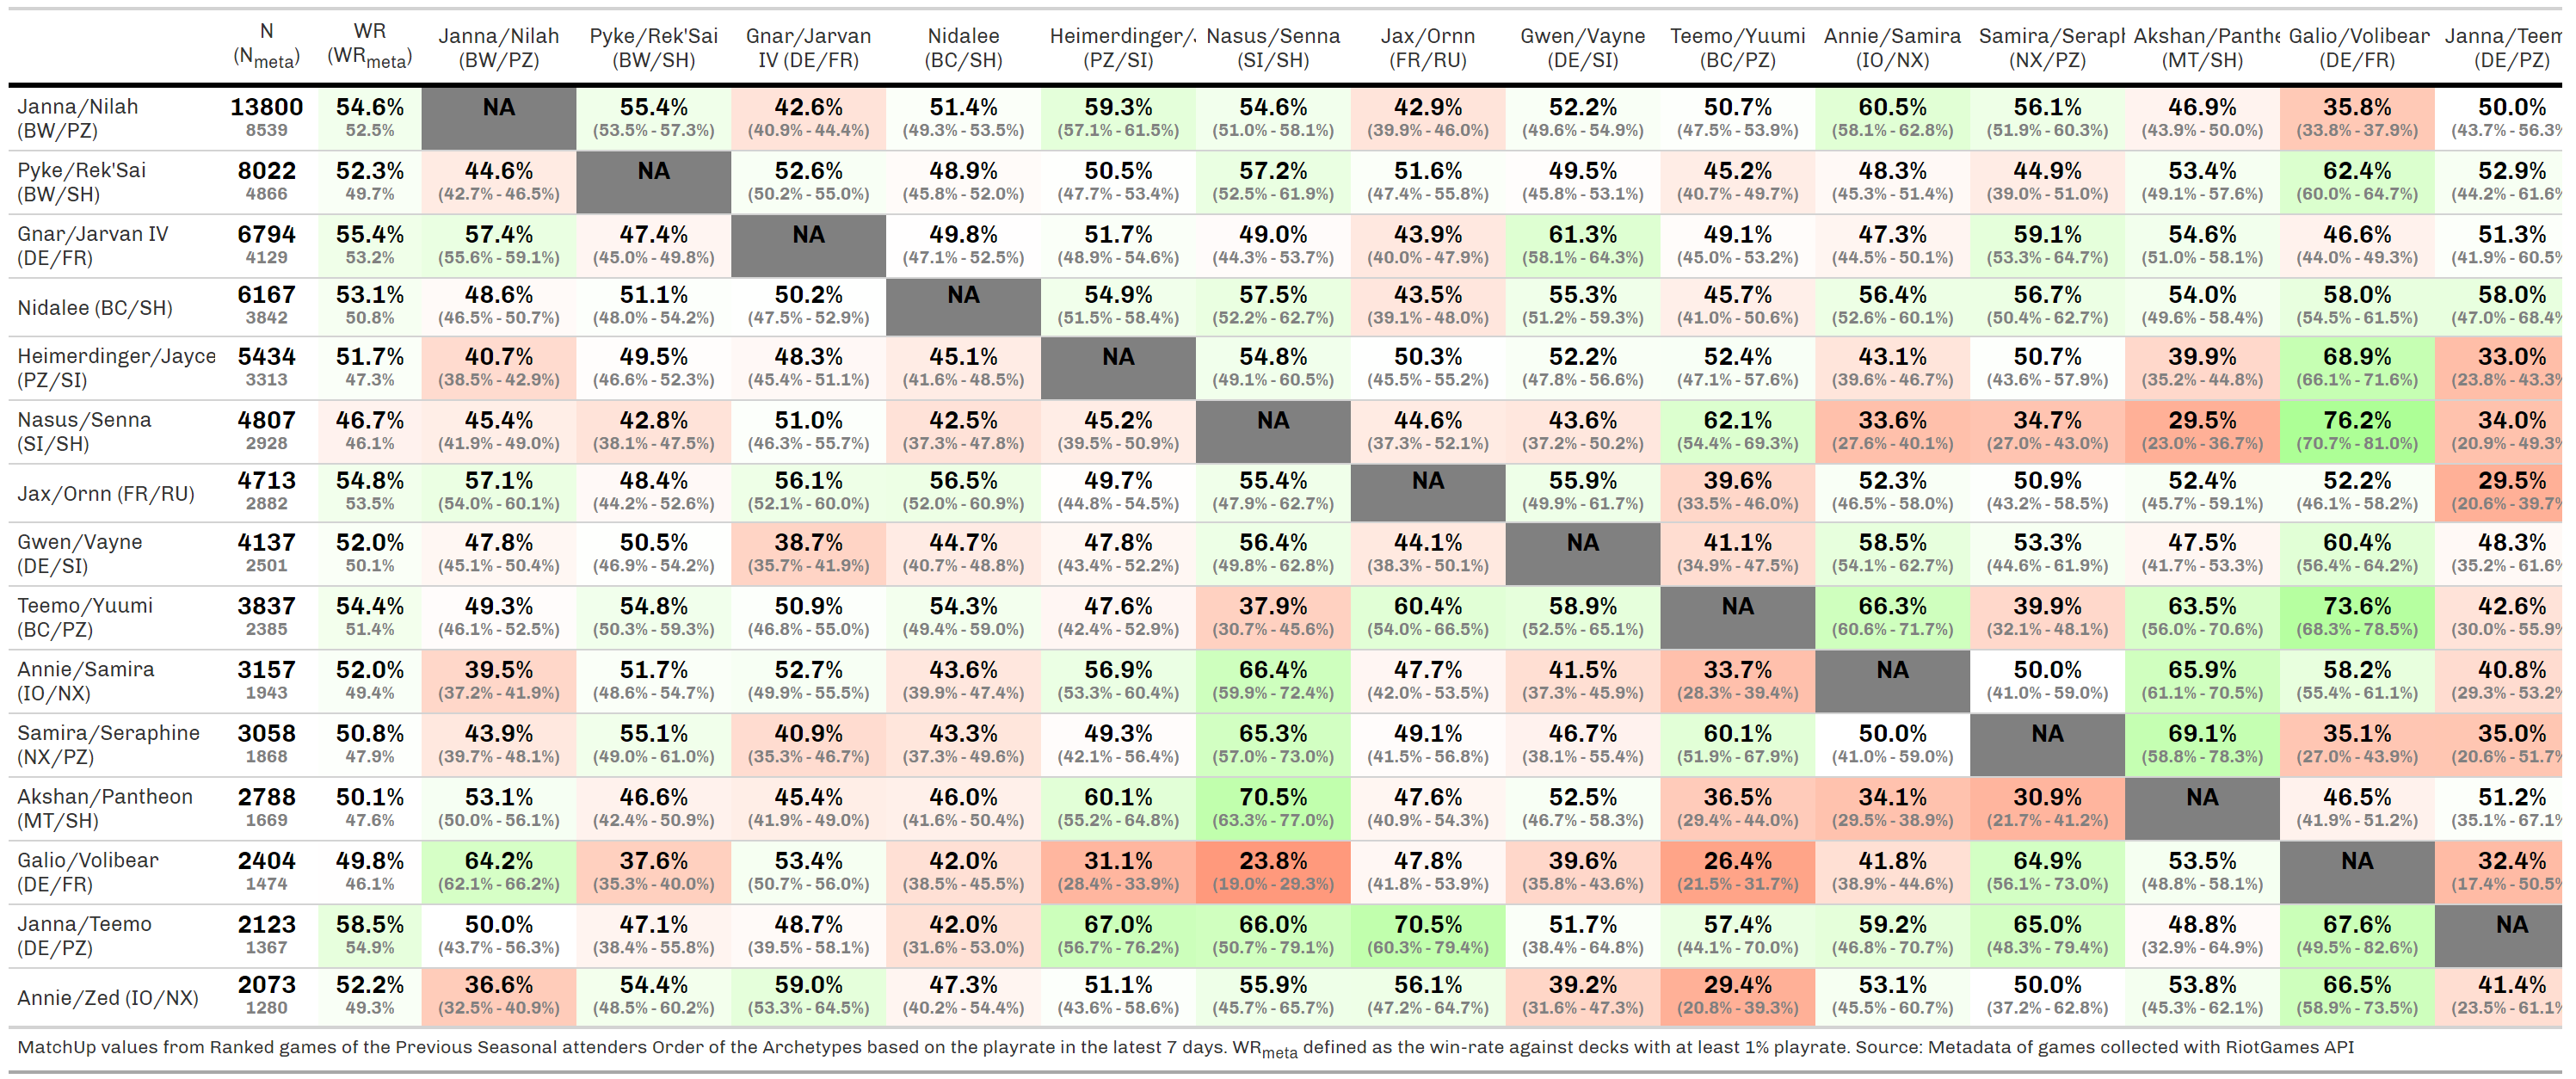 N WR Janna/Nilah Pyke/Rek'Sai Gnar/Jarvan Nidalee Heimerdinger/J Nasus/Senna Jax/Ornn Gwen/Vayne Teemo/Yuumi Annie/Samira Samira/Seraph Akshan/Panthe Galio/Volibear Janna/Teem
(Nmeta) (WRmeta) (BW/PZ) (BW/SH) IV (DE/FR) (BC/SH) (PZ/SI) (SI/SH) (FR/RU) (DE/SI) (BC/PZ) (IO/NX) (NX/PZ) (MT/SH) (DE/FR) (DE/PZ)
Janna/Nilah 13800 54.6% NA 55.4% 42.6% 51.4% 59.3% 54.6% 42.9% 52.2% 50.7% 60.5% 56.1% 46.9% 35.8% 50.0%
(BW/PZ) 8539 52.5% (53.5% - 57.3%) (40.9% - 44.4%) (49.3% - 53.5%) (57.1% - 61.5%) (51.0% - 58.1%) (39.9% - 46.0%) (49.6% - 54.9%) (47.5% - 53.9%) (58.1% - 62.8%) (51.9% - 60.3%) (43.9% - 50.0%) (33.8% - 37.9%) (43.7% - 56.3%
Pyke/Rek'Sai 8022 52.3% 44.6% NA 52.6% 48.9% 50.5% 57.2% 51.6% 49.5% 45.2% 48.3% 44.9% 53.4% 62.4% 52.9%
(BW/SH) 4866 49.7% (42.7% - 46.5%) (50.2% - 55.0%) (45.8% - 52.0%) (47.7% - 53.4%) (52.5% - 61.9%) (47.4% - 55.8%) (45.8% - 53.1%) (40.7% - 49.7%) (45.3% - 51.4%) (39.0% - 51.0%) (49.1% - 57.6%) (60.0% - 64.7%) (44.2% - 61.6%
Gnar/Jarvan IV 6794 55.4% 57.4% 47.4% NA 49.8% 51.7% 49.0% 43.9% 61.3% 49.1% 47.3% 59.1% 54.6% 46.6% 51.3%
(DE/FR) 4129 53.2% (55.6% - 59.1%) (45.0% - 49.8%) (47.1% - 52.5%) (48.9% - 54.6%) (44.3% - 53.7%) (40.0% - 47.9%) (58.1% - 64.3%) (45.0% - 53.2%) (44.5% - 50.1%) (53.3% - 64.7%) (51.0% - 58.1%) (44.0% - 49.3%) (41.9% - 60.5%
Nidalee (BC/SH) 6167 53.1% 48.6% 51.1% 50.2% NA 54.9% 57.5% 43.5% 55.3% 45.7% 56.4% 56.7% 54.0% 58.0% 58.0%
3842 50.8% (46.5% - 50.7%) (48.0% - 54.2%) (47.5% - 52.9%) (51.5% - 58.4%) (52.2% - 62.7%) (39.1% - 48.0%) (51.2% - 59.3%) (41.0% - 50.6%) (52.6% - 60.1%) (50.4% - 62.7%) (49.6% - 58.4%) (54.5% - 61.5%) (47.0% - 68.4%
Heimerdinger/Jayce 5434 51.7% 40.7% 49.5% 48.3% 45.1% NA 54.8% 50.3% 52.2% 52.4% 43.1% 50.7% 39.9% 68.9% 33.0%
(PZ/SI) 3313 47.3% (38.5% - 42.9%) (46.6% - 52.3%) (45.4% - 51.1%) (41.6% - 48.5%) (49.1% - 60.5%) (45.5% - 55.2%) (47.8% - 56.6%) (47.1% - 57.6%) (39.6% - 46.7%) (43.6% - 57.9%) (35.2% - 44.8%) (66.1% - 71.6%) (23.8% - 43.3%
Nasus/Senna 4807 46.7% 45.4% 42.8% 51.0% 42.5% 45.2% NA 44.6% 43.6% 62.1% 33.6% 34.7% 29.5% 76.2% 34.0%
(SI/SH) 2928 46.1% (41.9% - 49.0%) (38.1% - 47.5%) (46.3% - 55.7%) (37.3% - 47.8%) (39.5% - 50.9%) (37.3% - 52.1%) (37.2% - 50.2%) (54.4% - 69.3%) (27.6% - 40.1%) (27.0% - 43.0%) (23.0% - 36.7%) (70.7% - 81.0%) (20.9% - 49.3%
Jax/Ornn (FR/RU) 4713 54.8% 57.1% 48.4% 56.1% 56.5% 49.7% 55.4% NA 55.9% 39.6% 52.3% 50.9% 52.4% 52.2% 29.5%
2882 53.5% (54.0% - 60.1%) (44.2% - 52.6%) (52.1% - 60.0%) (52.0% - 60.9%) (44.8% - 54.5%) (47.9% - 62.7%) (49.9% - 61.7%) (33.5% - 46.0%) (46.5% - 58.0%) (43.2% - 58.5%) (45.7% - 59.1%) (46.1% - 58.2%) (20.6% - 39.7%
Gwen/Vayne 4137 52.0% 47.8% 50.5% 38.7% 44.7% 47.8% 56.4% 44.1% NA 41.1% 58.5% 53.3% 47.5% 60.4% 48.3%
(DE/SI) 2501 50.1% (45.1% - 50.4%) (46.9% - 54.2%) (35.7% - 41.9%) (40.7% - 48.8%) (43.4% - 52.2%) (49.8% - 62.8%) (38.3% - 50.1%) (34.9% - 47.5%) (54.1% - 62.7%) (44.6% - 61.9%) (41.7% - 53.3%) (56.4% - 64.2%) (35.2% - 61.6%
Teemo/Yuumi 3837 54.4% 49.3% 54.8% 50.9% 54.3% 47.6% 37.9% 60.4% 58.9% NA 66.3% 39.9% 63.5% 73.6% 42.6%
(BC/PZ) 2385 51.4% (46.1% - 52.5%) (50.3% - 59.3%) (46.8% - 55.0%) (49.4% - 59.0%) (42.4% - 52.9%) (30.7% - 45.6%) (54.0% - 66.5%) (52.5% - 65.1%) (60.6% - 71.7%) (32.1% - 48.1%) (56.0% - 70.6%) (68.3% - 78.5%) (30.0% - 55.9%
Annie/Samira 3157 52.0% 39.5% 51.7% 52.7% 43.6% 56.9% 66.4% 47.7% 41.5% 33.7% NA 50.0% 65.9% 58.2% 40.8%
(IO/NX) 1943 49.4% (37.2% - 41.9%) (48.6% - 54.7%) (49.9% - 55.5%) (39.9% - 47.4%) (53.3% - 60.4%) (59.9% - 72.4%) (42.0% - 53.5%) (37.3% - 45.9%) (28.3% - 39.4%) (41.0% - 59.0%) (61.1% - 70.5%) (55.4% - 61.1%) (29.3% - 53.2%
Samira/Seraphine 3058 50.8% 43.9% 55.1% 40.9% 43.3% 49.3% 65.3% 49.1% 46.7% 60.1% 50.0% NA 69.1% 35.1% 35.0%
(NX/PZ) 1868 47.9% (39.7% - 48.1%) (49.0% - 61.0%) (35.3% - 46.7%) (37.3% - 49.6%) (42.1% - 56.4%) (57.0% - 73.0%) (41.5% - 56.8%) (38.1% - 55.4%) (51.9% - 67.9%) (41.0% - 59.0%) (58.8% - 78.3%) (27.0% - 43.9%) (20.6% - 51.7%
Akshan/Pantheon 2788 50.1% 53.1% 46.6% 45.4% 46.0% 60.1% 70.5% 47.6% 52.5% 36.5% 34.1% 30.9% NA 46.5% 51.2%
(MT/SH) 1669 47.6% (50.0% - 56.1%) (42.4% - 50.9%) (41.9% - 49.0%) (41.6% - 50.4%) (55.2% - 64.8%) (63.3% - 77.0%) (40.9% - 54.3%) (46.7% - 58.3%) (29.4% - 44.0%) (29.5% - 38.9%) (21.7% - 41.2%) (41.9% - 51.2%) (35.1% - 67.1%
Galio/Volibear 2404 49.8% 64.2% 37.6% 53.4% 42.0% 31.1% 23.8% 47.8% 39.6% 26.4% 41.8% 64.9% 53.5% NA 32.4%
(DE/FR) 1474 46.1% (62.1% - 66.2%) (35.3% - 40.0%) (50.7% - 56.0%) (38.5% - 45.5%) (28.4% - 33.9%) (19.0% - 29.3%) (41.8% - 53.9%) (35.8% - 43.6%) (21.5% - 31.7%) (38.9% - 44.6%) (56.1% - 73.0%) (48.8% - 58.1%) (17.4% - 50.5%
Janna/Teemo 2123 58.5% 50.0% 47.1% 48.7% 42.0% 67.0% 66.0% 70.5% 51.7% 57.4% 59.2% 65.0% 48.8% 67.6% NA
(DE/PZ) 1367 54.9% (43.7% - 56.3%) (38.4% - 55.8%) (39.5% - 58.1%) (31.6% - 53.0%) (56.7% - 76.2%) (50.7% - 79.1%) (60.3% - 79.4%) (38.4% - 64.8%) (44.1% - 70.0%) (46.8% - 70.7%) (48.3% - 79.4%) (32.9% - 64.9%) (49.5% - 82.6%)
Annie/Zed (IO/NX) 2073 52.2% 36.6% 54.4% 59.0% 47.3% 51.1% 55.9% 56.1% 39.2% 29.4% 53.1% 50.0% 53.8% 66.5% 41.4%
1280 49.3% (32.5% - 40.9%) (48.5% - 60.2%) (53.3% - 64.5%) (40.2% - 54.4%) (43.6% - 58.6%) (45.7% - 65.7%) (47.2% - 64.7%) (31.6% - 47.3%) (20.8% - 39.3%) (45.5% - 60.7%) (37.2% - 62.8%) (45.3% - 62.1%) (58.9% - 73.5%) (23.5% - 61.1%
MatchUp values from Ranked games of the Previous Seasonal attenders Order of the Archetypes based on the playrate in the latest 7 days. WRmeta defined as the win-rate against decks with at least 1% playrate. Source: Metadata of games collected with RiotGames API